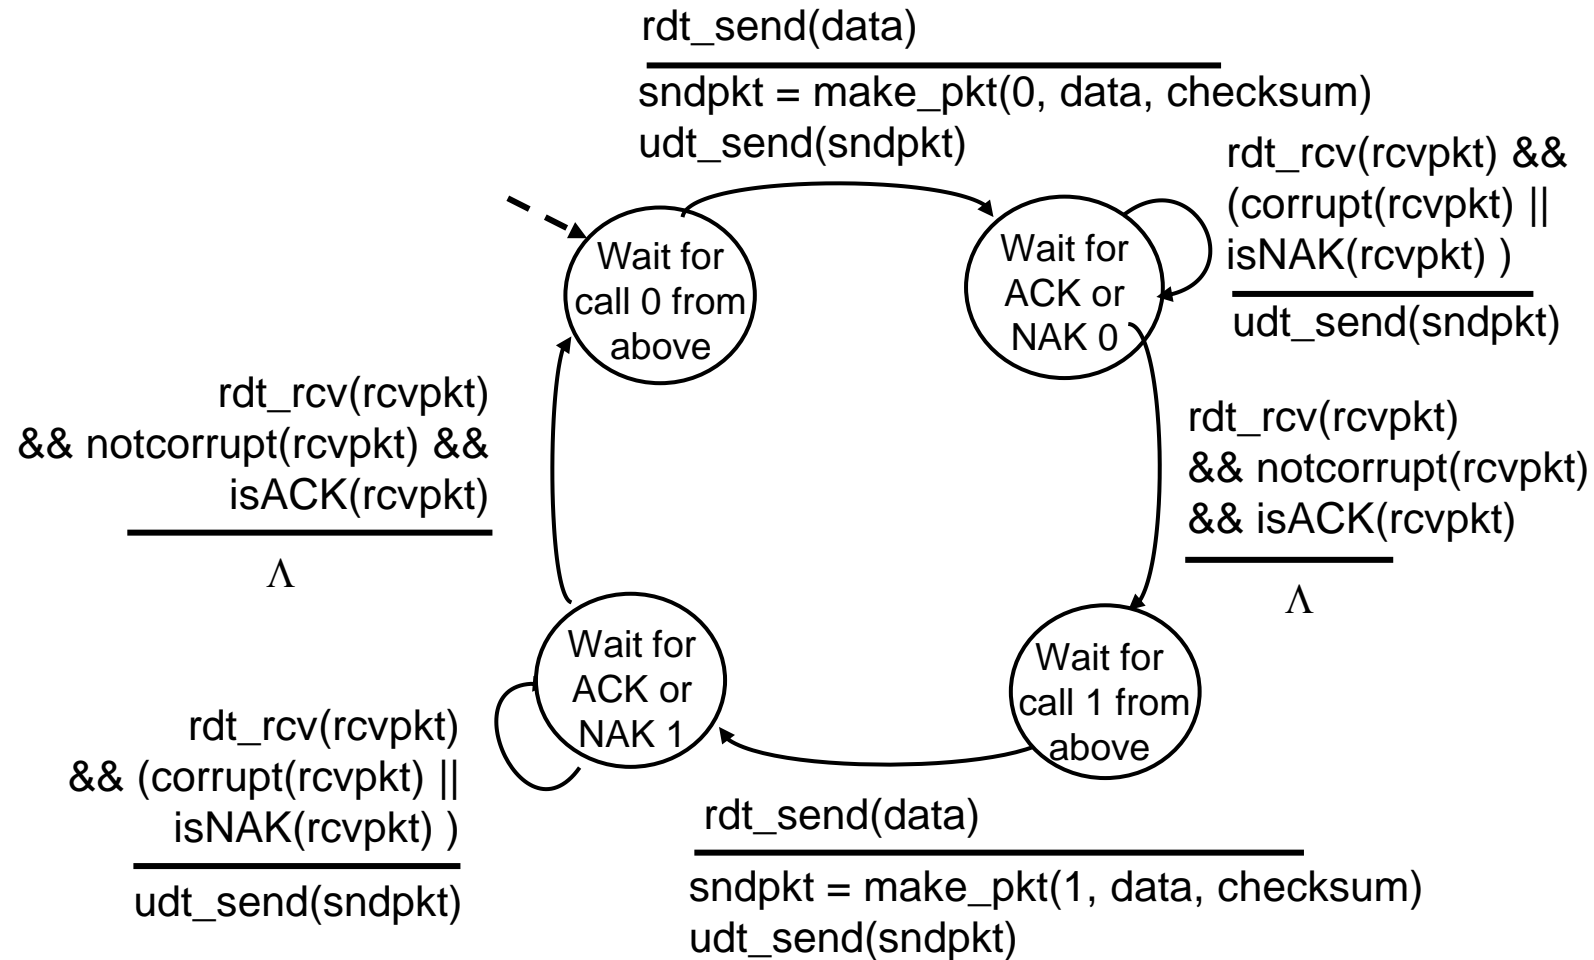 rdt_send(data)
sndpkt = make_pkt(0, data, checksum)
udt_send(sndpkt)
rdt_rcv(rcvpkt) &&
(corrupt(rcvpkt) ||
isNAK(rcvpkt) )
udt_send(sndpkt)
Wait for
call 0 from
above
Wait for
ACK or
NAK 0
rdt_rcv(rcvpkt)
&& notcorrupt(rcvpkt) &&
isACK(rcvpkt)
Λ
rdt_rcv(rcvpkt)
&& notcorrupt(rcvpkt)
&& isACK(rcvpkt)
Λ
Wait for
ACK or
NAK 1
Wait for
call 1 from
above
rdt_rcv(rcvpkt)
&& (corrupt(rcvpkt) ||
isNAK(rcvpkt) )
udt_send(sndpkt)
rdt_send(data)
sndpkt = make_pkt(1, data, checksum)
udt_send(sndpkt)